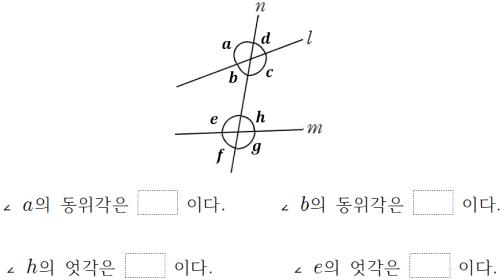 n
a d l
b c
e h
m
f g
∠ a의 동위각은 이다. ∠ b의 동위각은 이다.
∠ h의 엇각은 이다. ∠ e의 엇각은 이다.